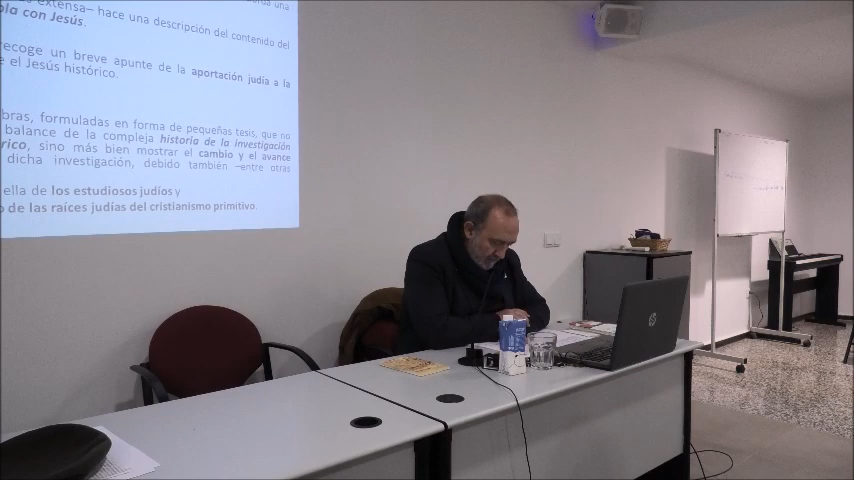 extensa– hace una descripción del contenido del
ola con Jesús.
recoge un breve apunte de la aportación judía a la
e el Jesús histórico.
bras, formuladas en forma de pequeñas tesis, que no
balance de la compleja historia de la investigación
rico, sino más bien mostrar el cambio y el avance
dicha investigación, debido también –entre otras
ella de los estudiosos judíos y
o de las raíces judías del cristianismo primitivo.
hp